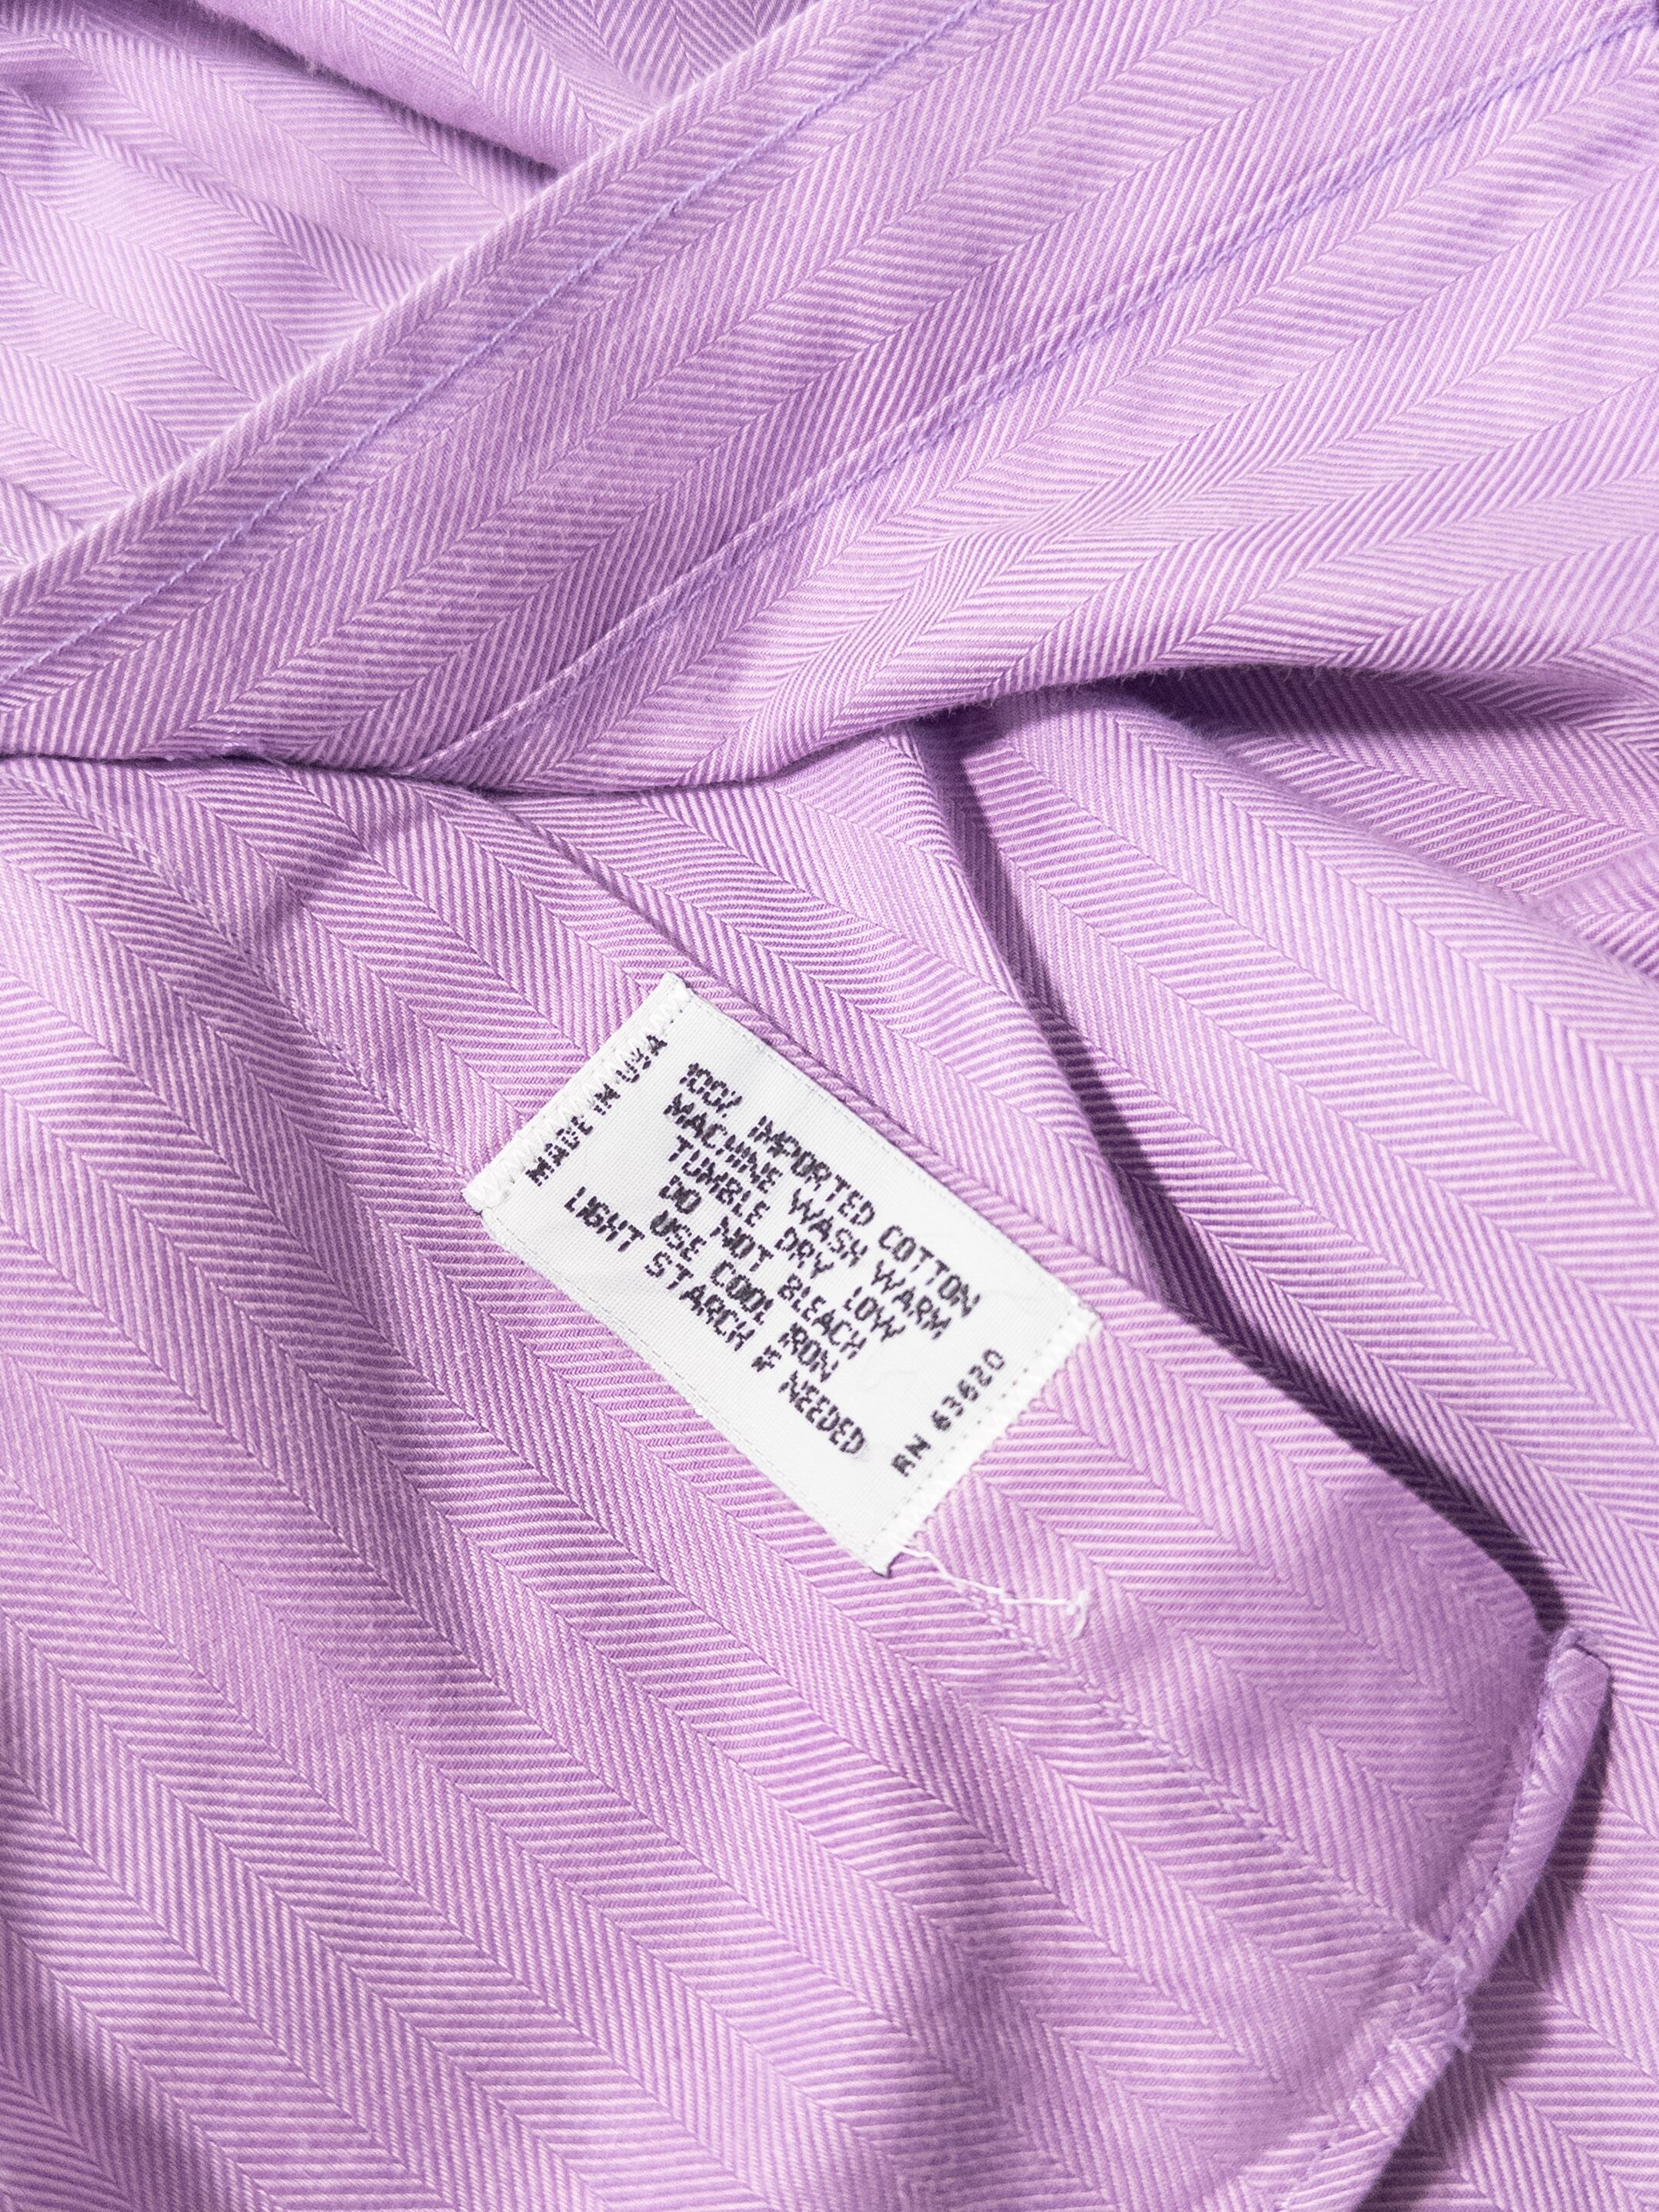 MADE IN USA
100% IMPORTED COTTON
MACHINE WASH WARM
TUMBLE DRY LOW
DO NOT BLEACH
USE COOL IRON
LIGHT STARCH IF NEEDED
RN 63620